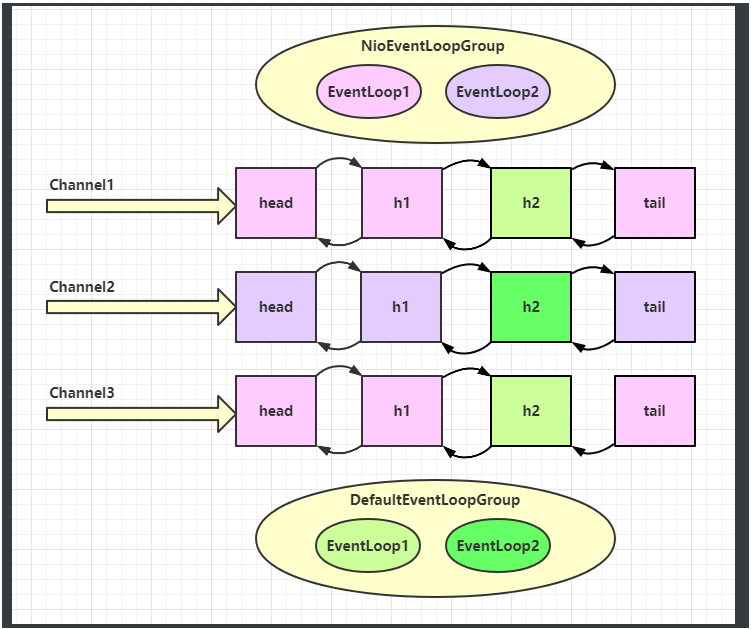 NioEventLoopGroup
EventLoop1 EventLoop2
Channel1
head h1 h2 tail
Channel2
head h1 h2 tail
Channel3
head h1 h2 tail
DefaultEventLoopGroup
EventLoop1 EventLoop2